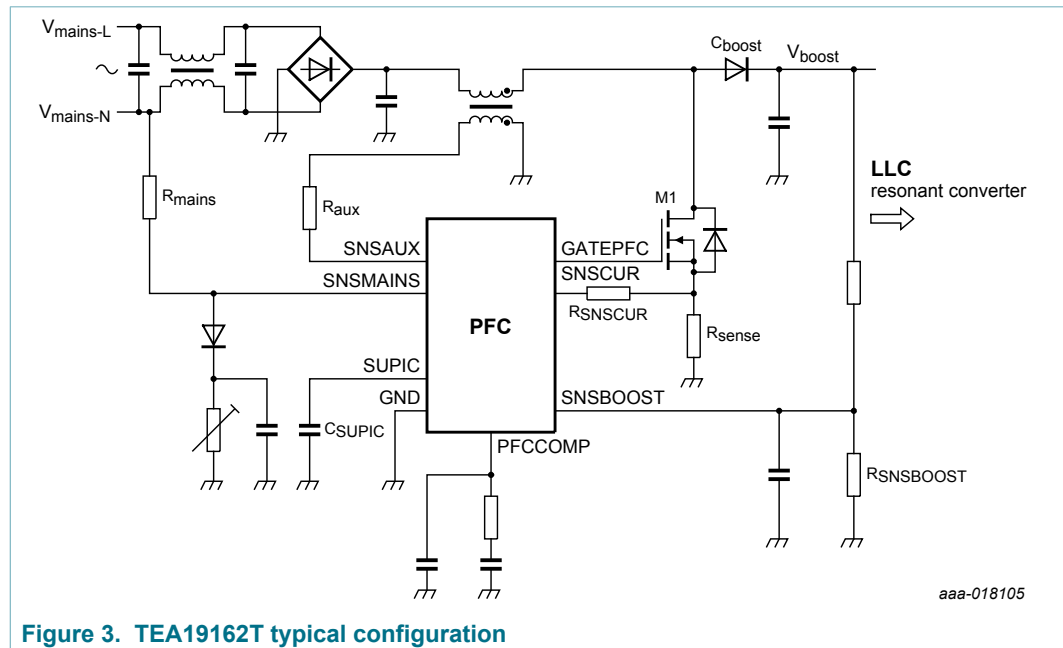 Vmains-L
Cboost
Vboost
Vmains-N
Rmains
Raux
LLC
resonant converter
M1
SNSAUX
GATEPFC
SNSMAINS
SNSCUR
PFC
RSNSCUR
Rsense
SUPIC
GND
SNSBOOST
CSUPIC
PFCCOMP
RSNSBOOST
aaa-018105
Figure 3. TEA19162T typical configuration